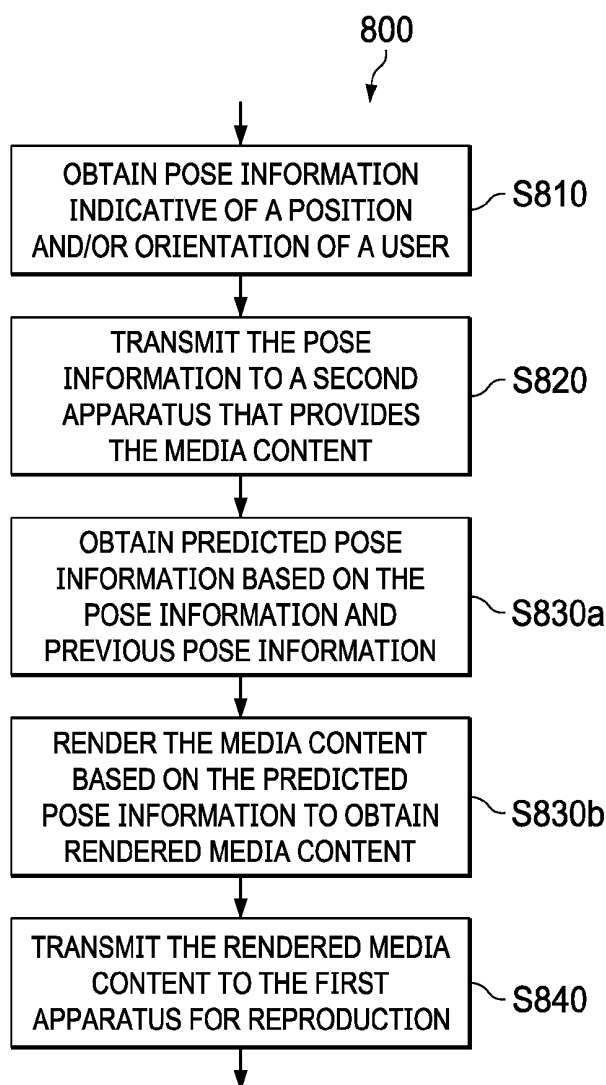 800
OBTAIN POSE INFORMATION
INDICATIVE OF A POSITION
AND/OR ORIENTATION OF A USER
S810
TRANSMIT THE POSE
INFORMATION TO A SECOND
APPARATUS THAT PROVIDES
THE MEDIA CONTENT
S820
OBTAIN PREDICTED POSE
INFORMATION BASED ON THE
POSE INFORMATION AND
PREVIOUS POSE INFORMATION
S830a
RENDER THE MEDIA CONTENT
BASED ON THE PREDICTED
POSE INFORMATION TO OBTAIN
RENDERED MEDIA CONTENT
S830b
TRANSMIT THE RENDERED MEDIA
CONTENT TO THE FIRST
APPARATUS FOR REPRODUCTION
S840